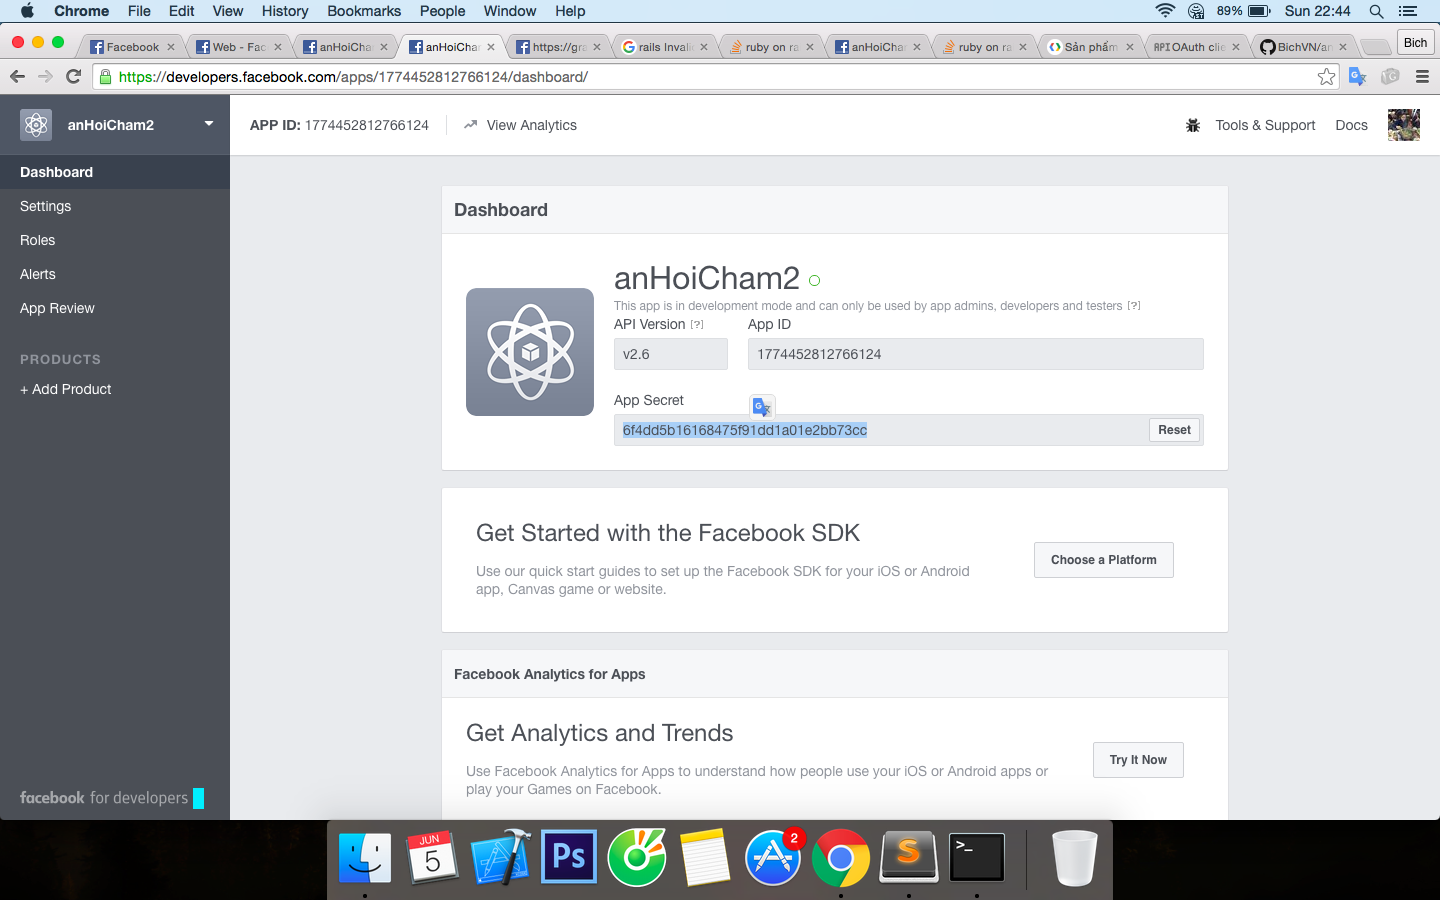 Chrome File Edit View History Bookmarks People Window Help 89% Sun 22:44
Facebook Web - Fac anHoiCha anHoiChar https://gra rails Invali ruby on ra anHoiChar ruby on ra Sản phẩm API OAuth clie BichVN/an Bich
https://developers.facebook.com/apps/1774452812766124/dashboard/
anHoiCham2
APP ID: 1774452812766124 View Analytics Tools & Support Docs
Dashboard
Settings
Roles
Alerts
App Review
PRODUCTS
+ Add Product
facebook for developers
Dashboard
anHoiCham2
This app is in development mode and can only be used by app admins, developers and testers [?]
API Version [?] App ID
v2.6 1774452812766124
App Secret
6f4dd5b16168475f91dd1a01e2bb73cc Reset
Get Started with the Facebook SDK
Use our quick start guides to set up the Facebook SDK for your iOS or Android
app, Canvas game or website.
Choose a Platform
Facebook Analytics for Apps
Get Analytics and Trends
Use Facebook Analytics for Apps to understand how people use your iOS or Android apps or
play your Games on Facebook.
Try It Now
JUN
5
Ps
2
S
>_